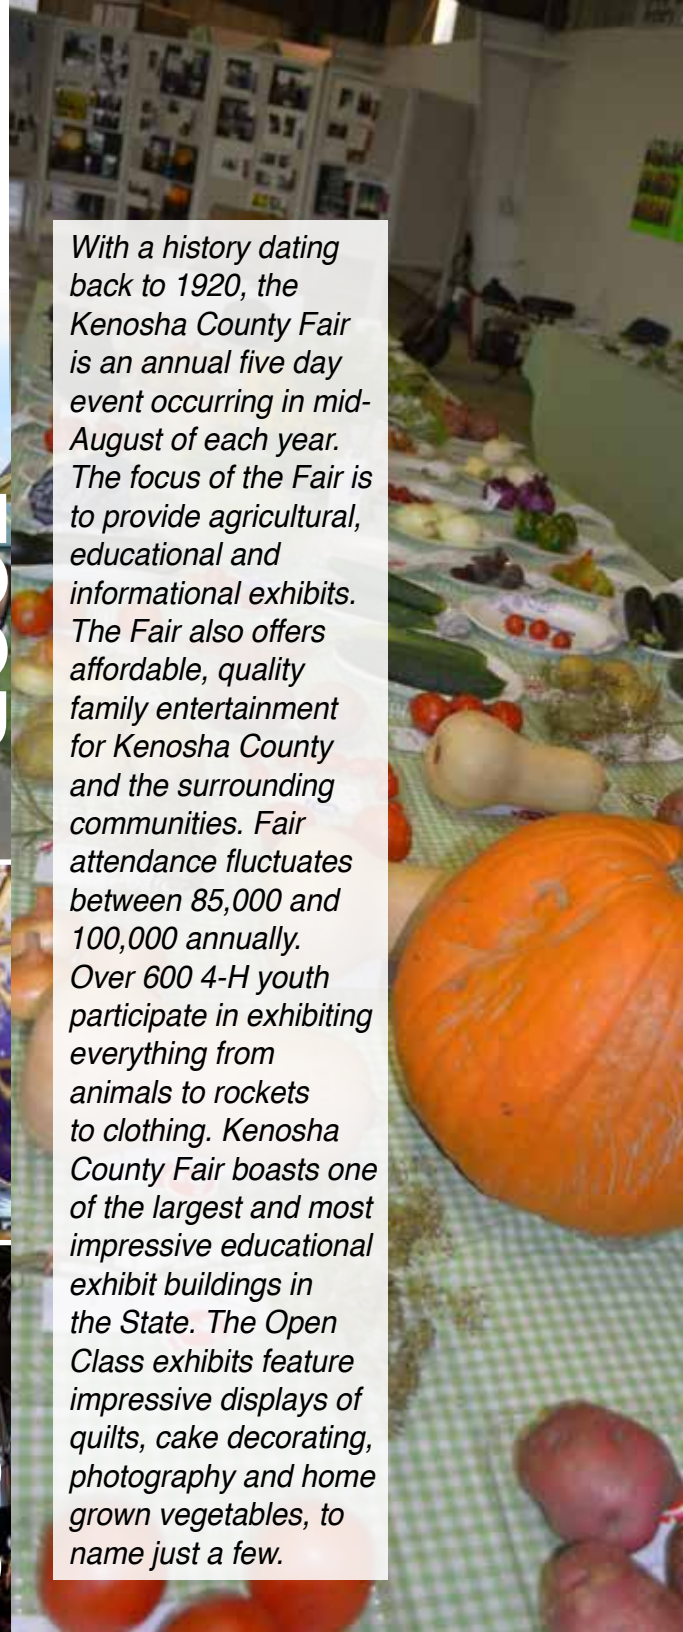 With a history dating
back to 1920, the
Kenosha County Fair
is an annual five day
event occurring in mid-
August of each year.
The focus of the Fair is
to provide agricultural,
educational and
informational exhibits.
The Fair also offers
affordable, quality
family entertainment
for Kenosha County
and the surrounding
communities. Fair
attendance fluctuates
between 85,000 and
100,000 annually.
Over 600 4-H youth
participate in exhibiting
everything from
animals to rockets
to clothing. Kenosha
County Fair boasts one
of the largest and most
impressive educational
exhibit buildings in
the State. The Open
Class exhibits feature
impressive displays of
quilts, cake decorating,
photography and home
grown vegetables, to
name just a few.